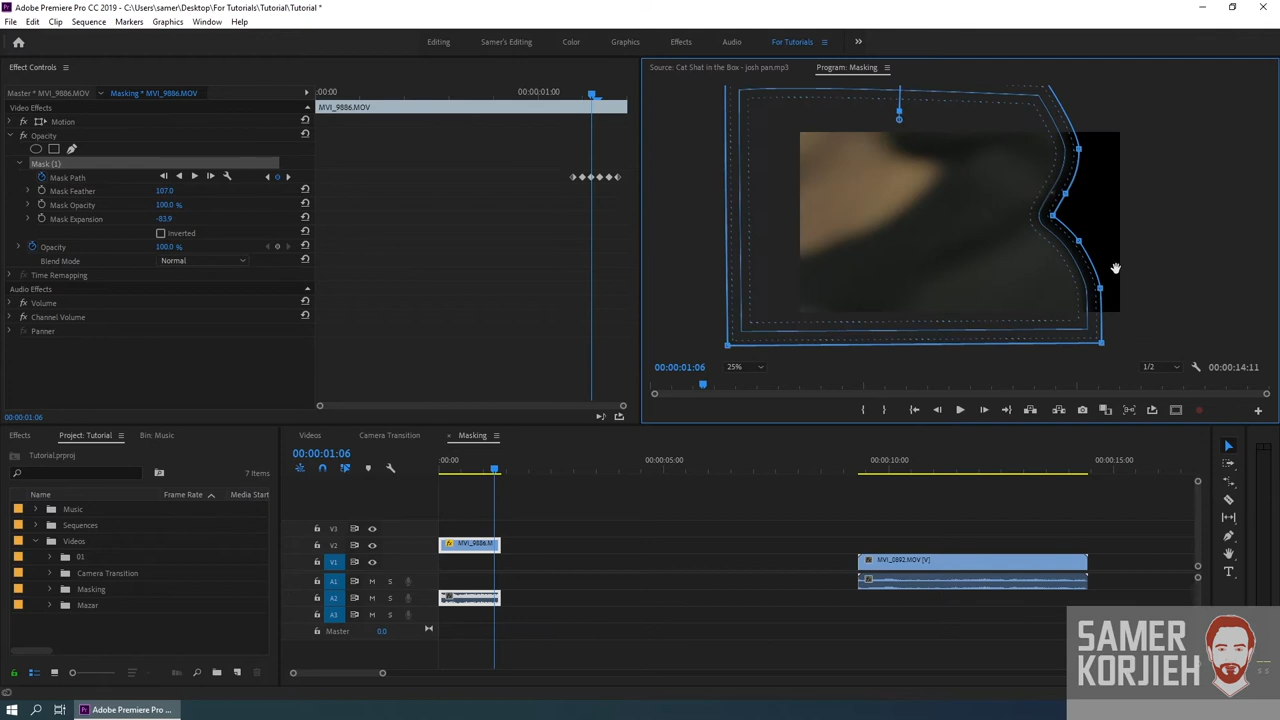 Adobe Premiere Pro CC 2019 - C:\Users\samer\Desktop\For Tutorials\Tutorial\Tutorial *
File Edit Clip Sequence Markers Graphics Window Help
Editing Samer's Editing Color Graphics Effects Audio For Tutorials
Effect Controls
Source: Cat Shat in the Box - josh pan.mp3 Program: Masking
Master * MVI_9886.MOV Masking * MVI_9886.MOV
:00:00 00:00:01:00
Video Effects
MVI_9886.MOV
fx Motion
fx Opacity
Mask (1)
Mask Path
Mask Feather 107.0
Mask Opacity 100.0 %
Mask Expansion -83.9
Inverted
Opacity 100.0 %
Blend Mode Normal
Time Remapping
Audio Effects
fx Volume
fx Channel Volume
fx Panner
00:00:01:06 25% 1/2 00:00:14:11
00:00:01:06
Effects Project: Tutorial Bin: Music
Videos Camera Transition Masking
Tutorial.prproj
00:00:01:06
:00:00 00:00:05:00 00:00:10:00 00:00:15:00
7 Items
Name Frame Rate Media Start
Music
Sequences
Videos
01
Camera Transition
Masking
Mazar
V3
V2
V1
A1 M S
A2 M S
A3 M S
Master 0.0
fx MVI_9886.M
MVI_0892.MOV [V]
SAMER
KORJIEH
Adobe Premiere Pro ...